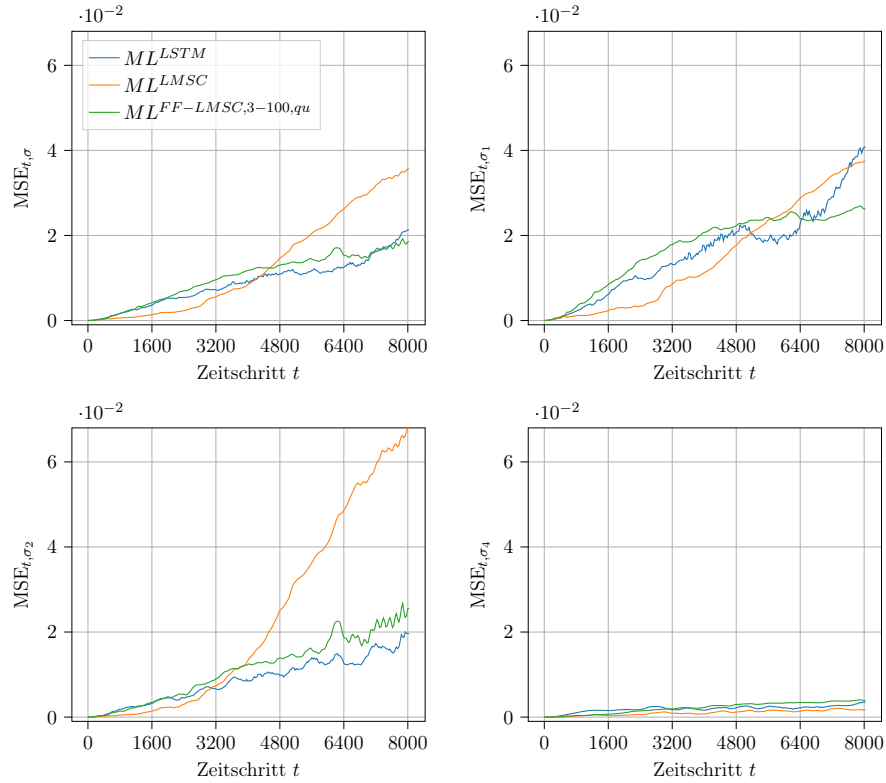 ·10⁻²
6
4
2
0
MSE_{t,σ}
ML^{LSTM}
ML^{LMSC}
ML^{FF−LMSC,3−100,qu}
0 1600 3200 4800 6400 8000
Zeitschritt t
·10⁻²
6
4
2
0
MSE_{t,σ₁}
0 1600 3200 4800 6400 8000
Zeitschritt t
·10⁻²
6
4
2
0
MSE_{t,σ₂}
0 1600 3200 4800 6400 8000
Zeitschritt t
·10⁻²
6
4
2
0
MSE_{t,σ₄}
0 1600 3200 4800 6400 8000
Zeitschritt t